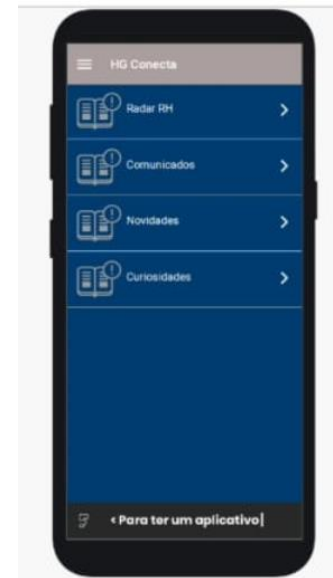 HG Conecta
Radar RH
Comunicados
Novidades
Curiosidades
< Para ter um aplicativo|